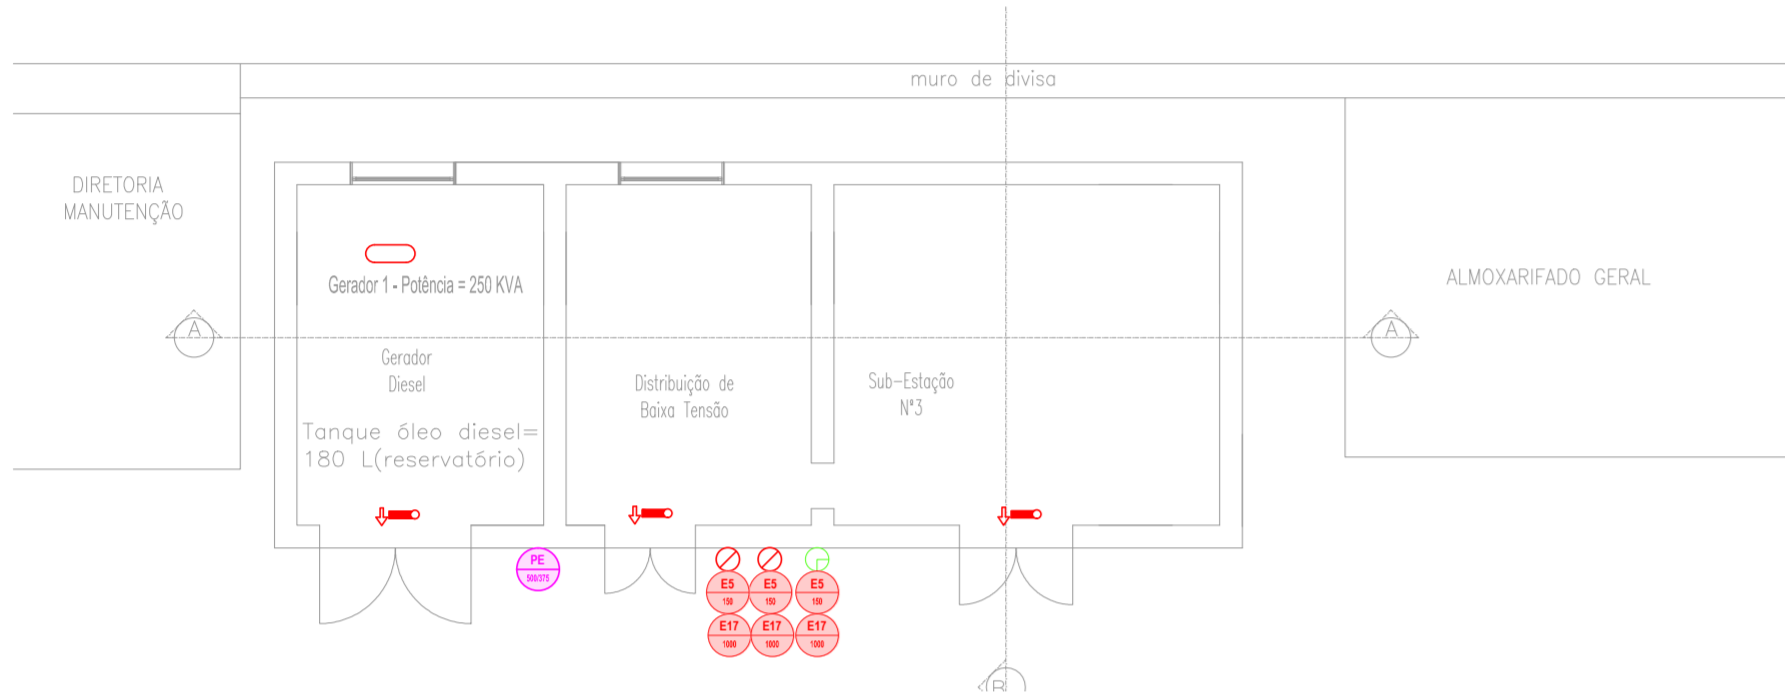 muro de divisa
DIRETORIA
MANUTENÇÃO
Gerador 1 - Potência = 250 KVA
ALMOXARIFADO GERAL
A
A
Gerador
Diesel
Distribuição de
Baixa Tensão
Sub-Estação
Nº3
Tanque óleo diesel=
180 L(reservatório)
PE
500/375
E5
150
E5
150
E5
150
E17
1000
E17
1000
E17
1000
B